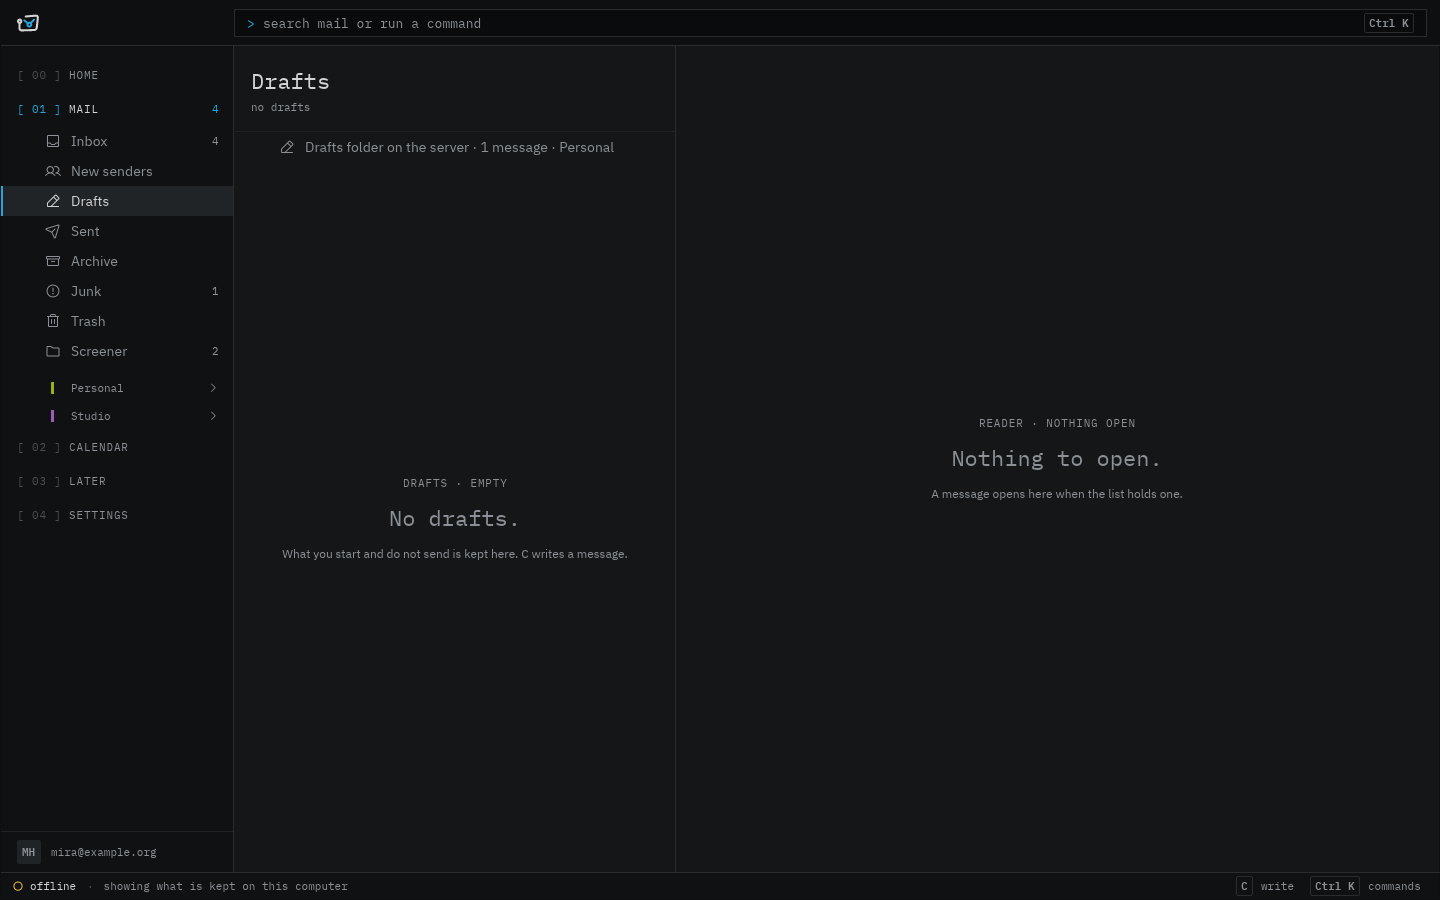 > search mail or run a command Ctrl K
[ 00 ] HOME
[ 01 ] MAIL 4
Inbox 4
New senders
Drafts
Sent
Archive
Junk 1
Trash
Screener 2
Personal
Studio
[ 02 ] CALENDAR
[ 03 ] LATER
[ 04 ] SETTINGS
MH mira@example.org
Drafts
no drafts
Drafts folder on the server · 1 message · Personal
DRAFTS · EMPTY
No drafts.
What you start and do not send is kept here. C writes a message.
READER · NOTHING OPEN
Nothing to open.
A message opens here when the list holds one.
offline · showing what is kept on this computer
C write Ctrl K commands